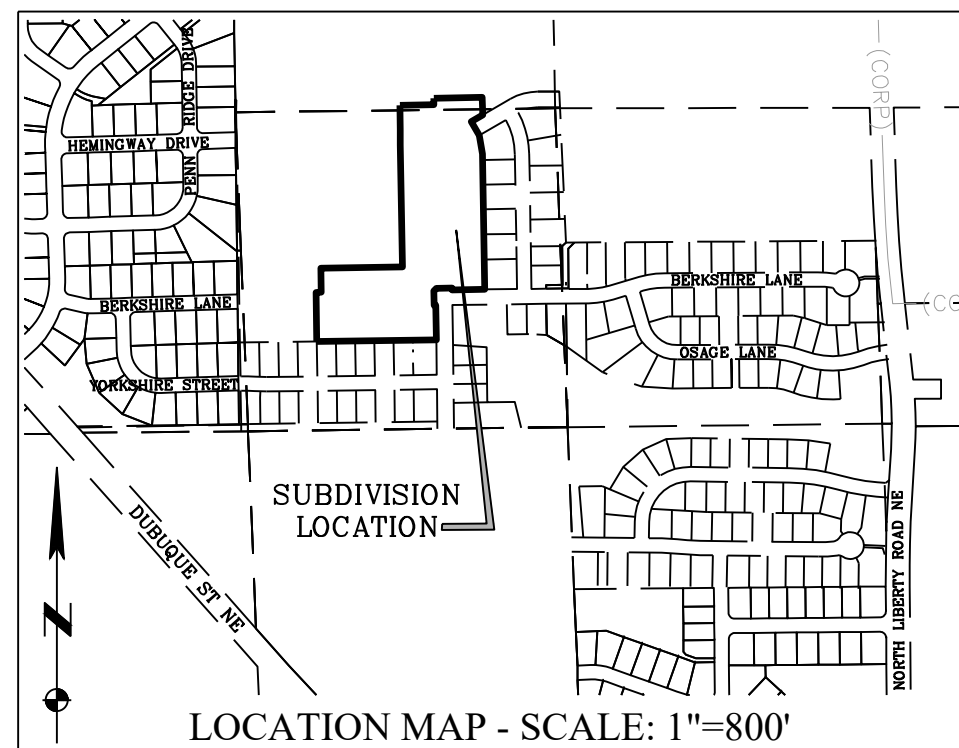 PENN RIDGE DRIVE
(CORP)
HEMINGWAY DRIVE
BERKSHIRE LANE
BERKSHIRE LANE
(CO
OSAGE LANE
YORKSHIRE STREET
SUBDIVISION
LOCATION
DUBUQUE ST NE
NORTH LIBERTY ROAD NE
N
LOCATION MAP - SCALE: 1"=800'